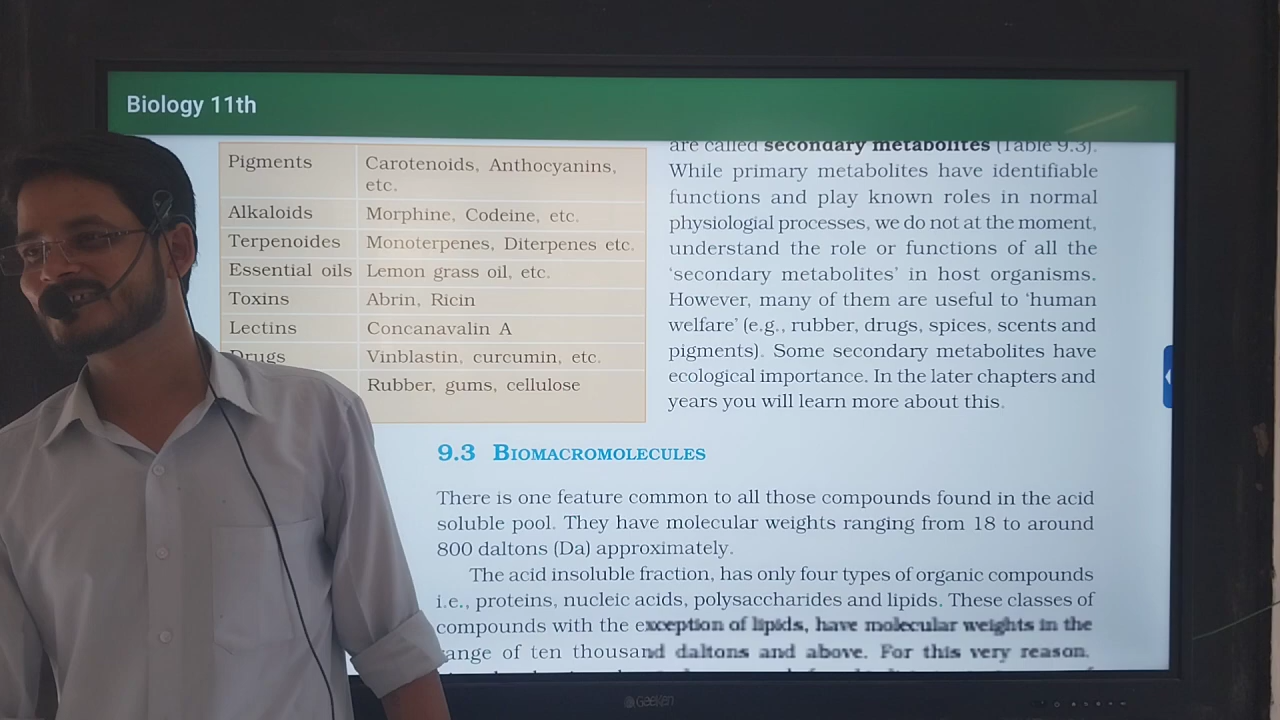 Biology 11th
Pigments Carotenoids, Anthocyanins,
etc.
Alkaloids Morphine, Codeine, etc.
Terpenoides Monoterpenes, Diterpenes etc.
Essential oils Lemon grass oil, etc.
Toxins Abrin, Ricin
Lectins Concanavalin A
Drugs Vinblastin, curcumin, etc.
Rubber, gums, cellulose
are called secondary metabolites (Table 9.3).
While primary metabolites have identifiable
functions and play known roles in normal
physiologial processes, we do not at the moment,
understand the role or functions of all the
‘secondary metabolites’ in host organisms.
However, many of them are useful to ‘human
welfare’ (e.g., rubber, drugs, spices, scents and
pigments). Some secondary metabolites have
ecological importance. In the later chapters and
years you will learn more about this.
9.3 BIOMACROMOLECULES
There is one feature common to all those compounds found in the acid
soluble pool. They have molecular weights ranging from 18 to around
800 daltons (Da) approximately.
The acid insoluble fraction, has only four types of organic compounds
i.e., proteins, nucleic acids, polysaccharides and lipids. These classes of
compounds with the exception of lipids, have molecular weights in the
range of ten thousand daltons and above. For this very reason,